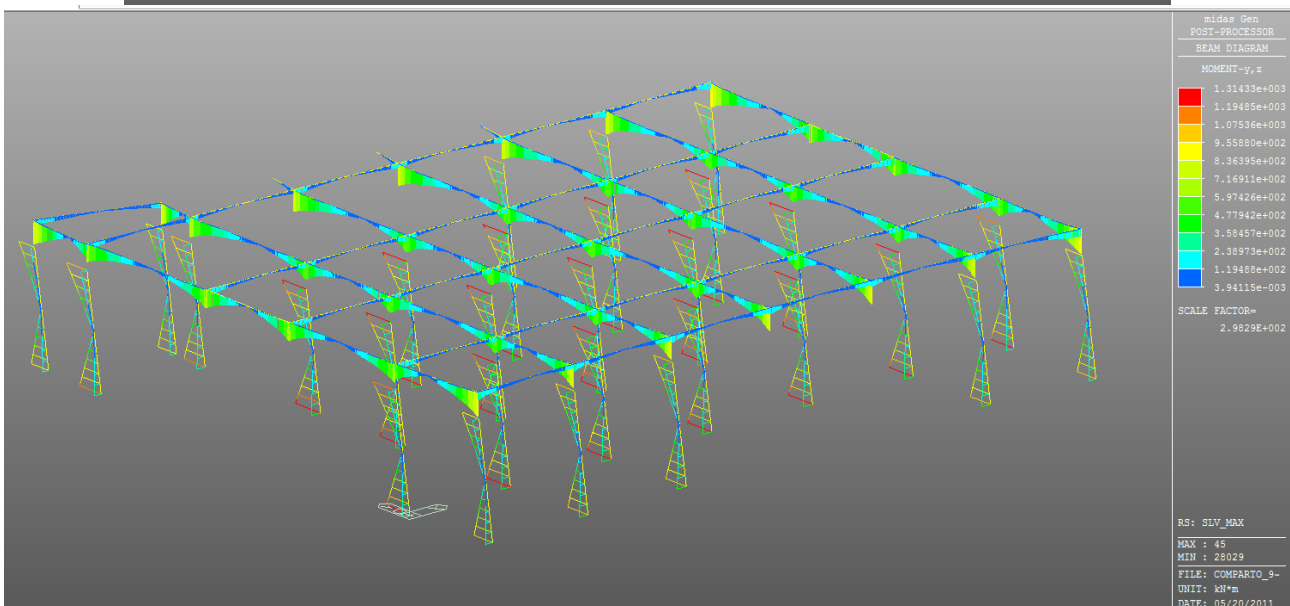 midas Gen
POST-PROCESSOR
BEAM DIAGRAM
MOMENT-y,z
1.31433e+003
1.19485e+003
1.07536e+003
9.55880e+002
8.36395e+002
7.16911e+002
5.97426e+002
4.77942e+002
3.58457e+002
2.38973e+002
1.19488e+002
3.94115e-003
SCALE FACTOR=
2.9829E+002
RS: SLV_MAX
MAX : 45
MIN : 28029
FILE: COMPARTO_9~
UNIT: kN*m
DATE: 05/20/2011